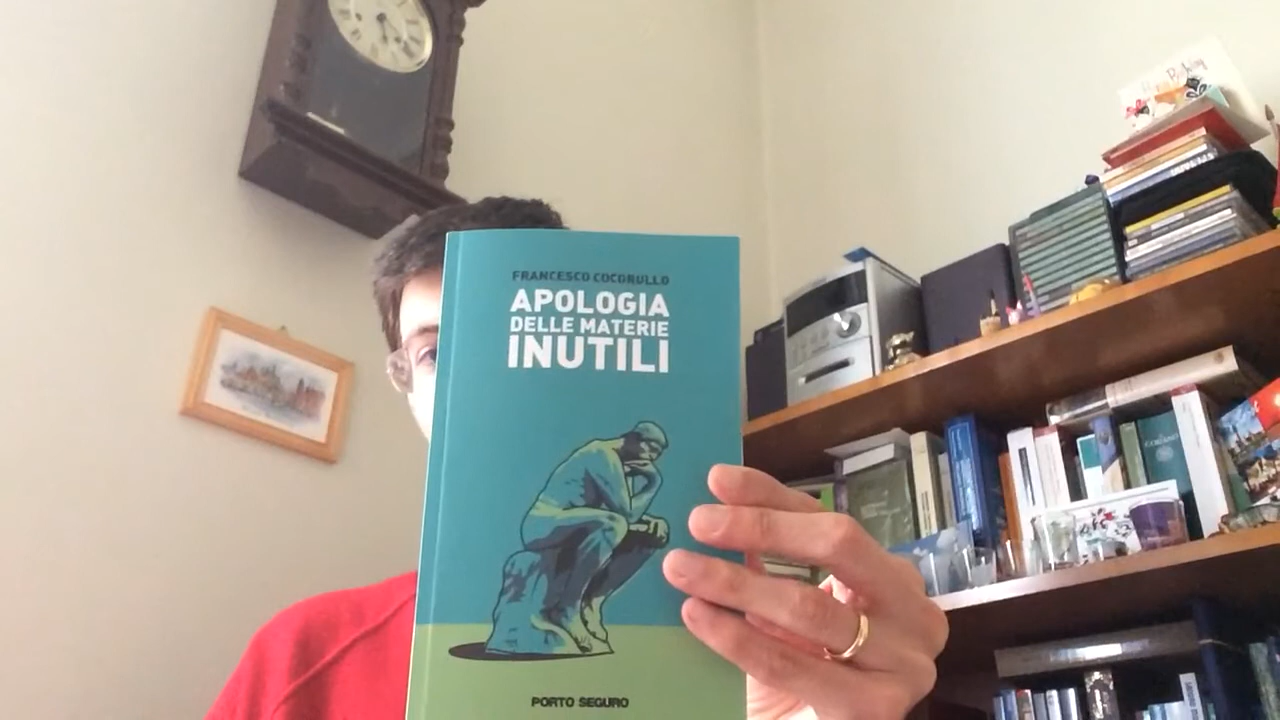 FRANCESCO COCORULLO
APOLOGIA
DELLE MATERIE
INUTILI
PORTO SEGURO